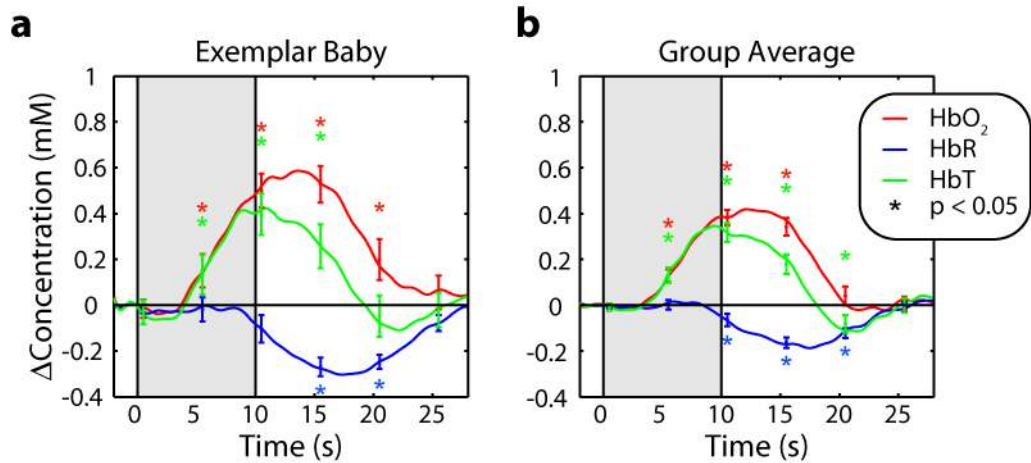 a
Exemplar Baby
b
Group Average
ΔConcentration (mM)
1
0.8
0.6
0.4
0.2
0
-0.2
-0.4
0 5 10 15 20 25
Time (s)
1
0.8
0.6
0.4
0.2
0
-0.2
-0.4
0 5 10 15 20 25
Time (s)
HbO₂
HbR
HbT
* p < 0.05